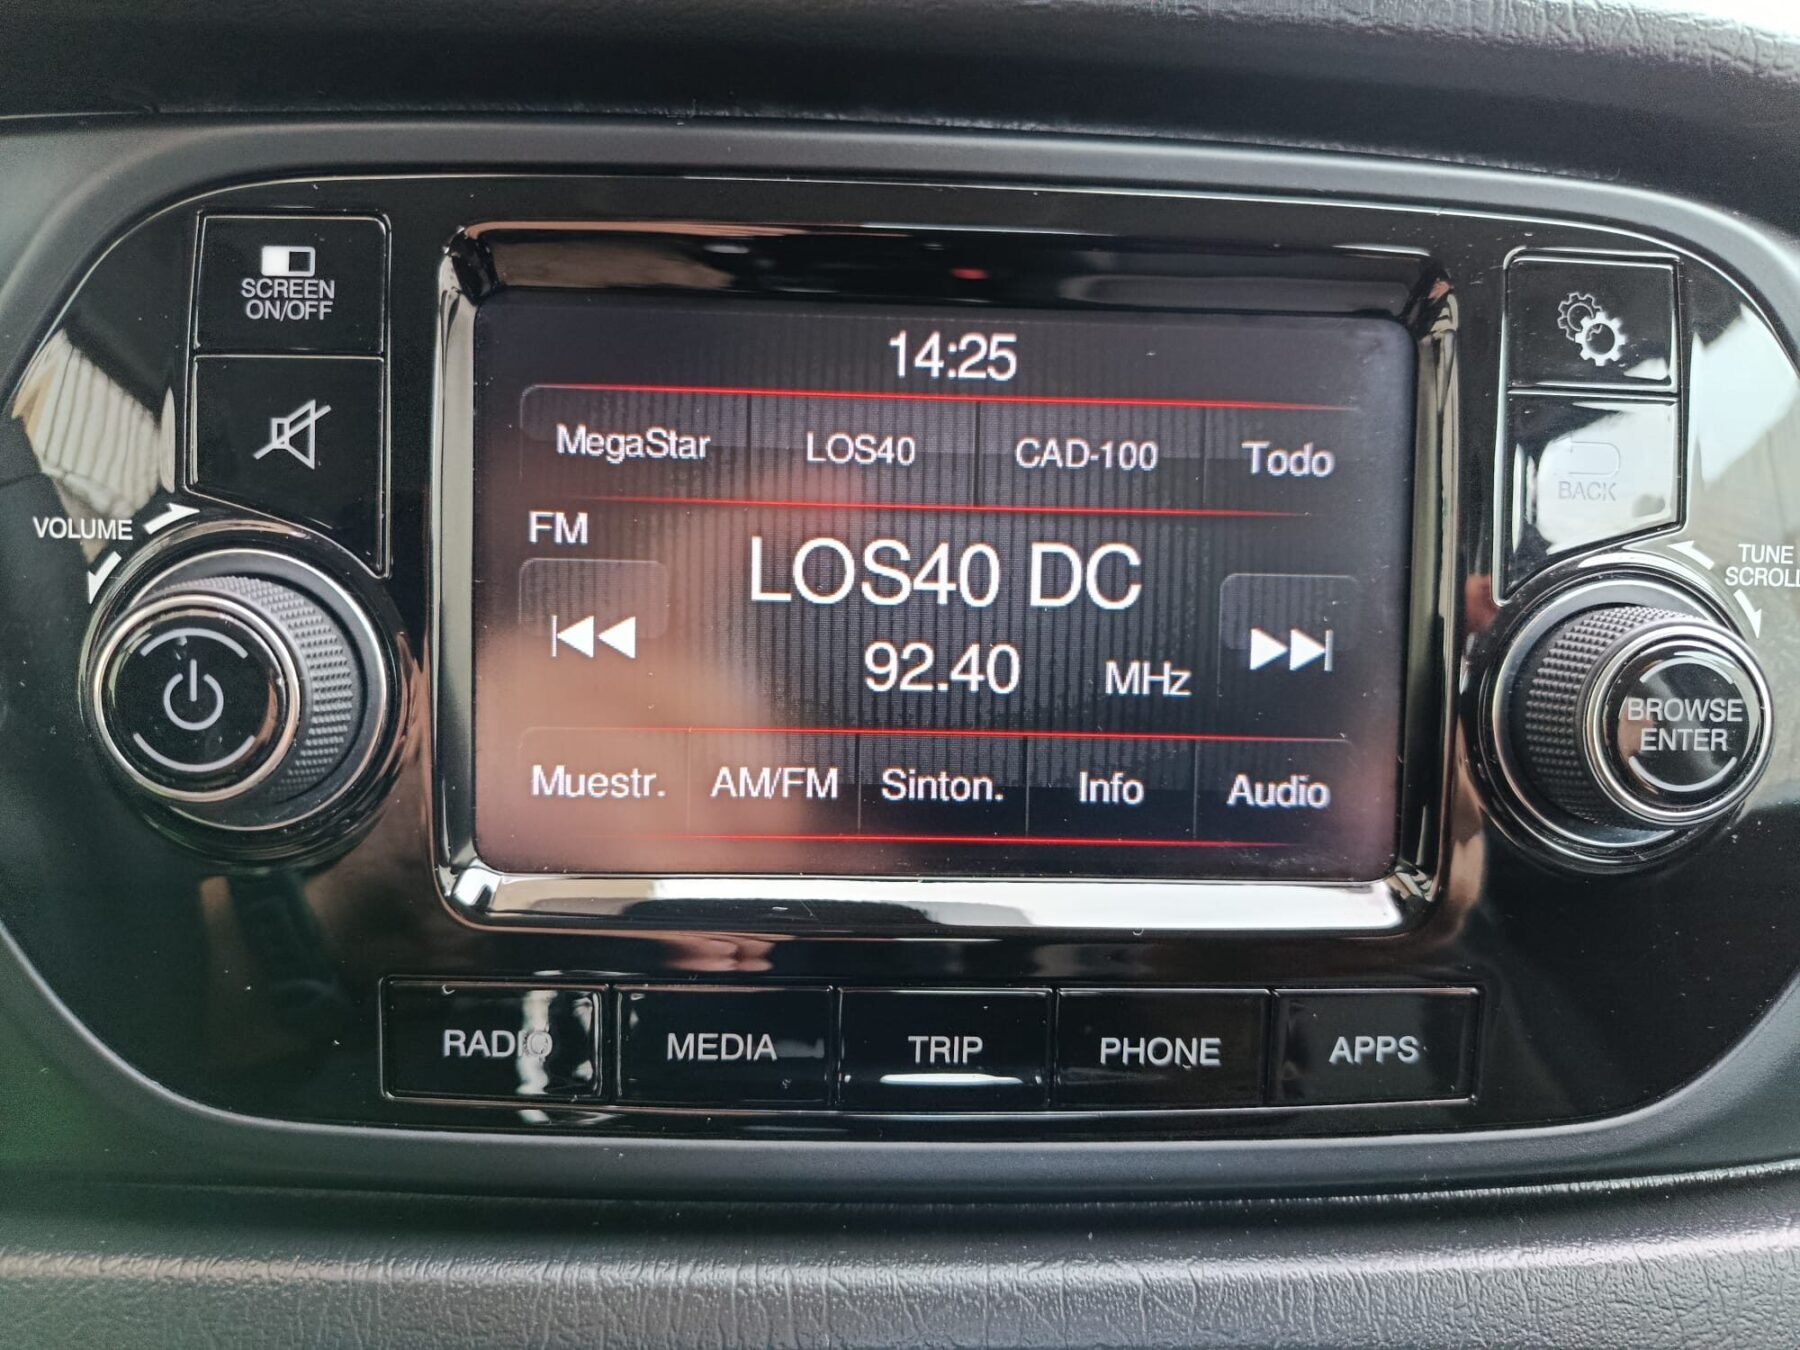 SCREEN
ON/OFF
14:25
MegaStar LOS40 CAD-100 Todo
FM
LOS40 DC
92.40 MHz
Muestr. AM/FM Sinton. Info Audio
VOLUME
BACK
TUNE
SCROLL
BROWSE
ENTER
RADIO MEDIA TRIP PHONE APPS